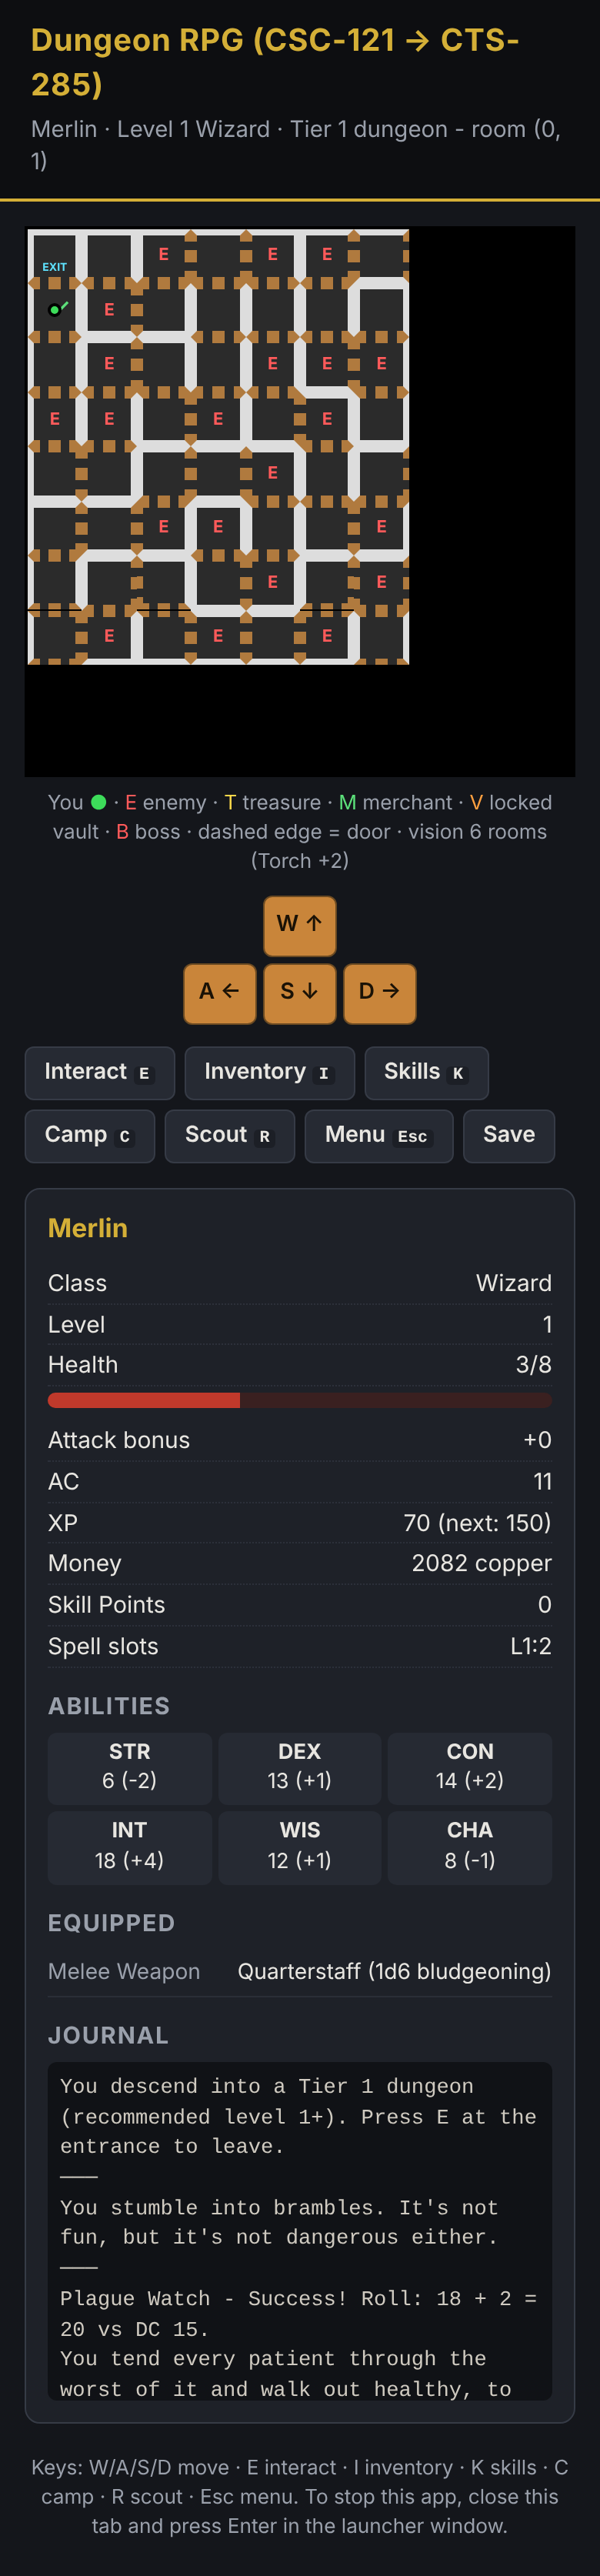 Dungeon RPG (CSC-121 → CTS-
285)
Merlin · Level 1 Wizard · Tier 1 dungeon - room (0,
1)
E E E
EXIT
E
E E E E
E E E E
E
E E E
E E
E E E
You ● · E enemy · T treasure · M merchant · V locked
vault · B boss · dashed edge = door · vision 6 rooms
(Torch +2)
W ↑
A ← S ↓ D →
Interact E Inventory I Skills K
Camp C Scout R Menu Esc Save
Merlin
Class Wizard
Level 1
Health 3/8
Attack bonus +0
AC 11
XP 70 (next: 150)
Money 2082 copper
Skill Points 0
Spell slots L1:2
ABILITIES
STR DEX CON
6 (-2) 13 (+1) 14 (+2)
INT WIS CHA
18 (+4) 12 (+1) 8 (-1)
EQUIPPED
Melee Weapon Quarterstaff (1d6 bludgeoning)
JOURNAL
You descend into a Tier 1 dungeon
(recommended level 1+). Press E at the
entrance to leave.
———
You stumble into brambles. It's not
fun, but it's not dangerous either.
———
Plague Watch - Success! Roll: 18 + 2 =
20 vs DC 15.
You tend every patient through the
worst of it and walk out healthy, to
Keys: W/A/S/D move · E interact · I inventory · K skills · C
camp · R scout · Esc menu. To stop this app, close this
tab and press Enter in the launcher window.